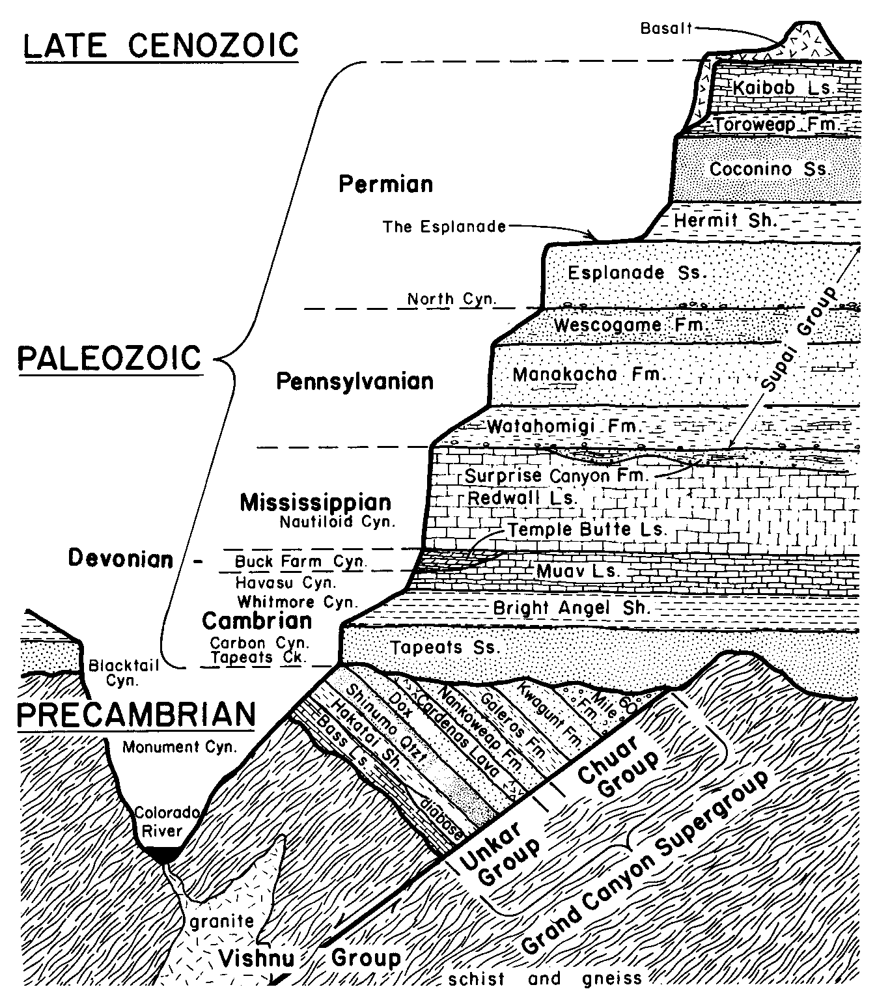 LATE CENOZOIC
Basalt
Kaibab Ls.
Toroweap Fm.
Coconino Ss.
Permian
Hermit Sh.
The Esplanade
Esplanade Ss.
North Cyn.
Wescogame Fm.
Supai Group
PALEOZOIC
Manakacha Fm.
Pennsylvanian
Watahomigi Fm.
Surprise Canyon Fm.
Redwall Ls.
Mississippian
Nautiloid Cyn.
Temple Butte Ls.
Devonian -
Buck Farm Cyn.
Muav Ls.
Havasu Cyn.
Whitmore Cyn.
Bright Angel Sh.
Cambrian
Carbon Cyn.
Tapeats Ck.
Tapeats Ss.
Blacktail
Cyn.
PRECAMBRIAN
Monument Cyn.
Bass Ls.
Hakatai Sh.
diabase
Shinumo Qtzt
Dox
Cardenas Lava
Nankoweap Fm.
Galeros Fm.
Kwagunt Fm.
60
Mile
Fm.
Chuar
Group
Unkar
Group
Grand Canyon Supergroup
Colorado
River
granite
Vishnu Group
schist and gneiss